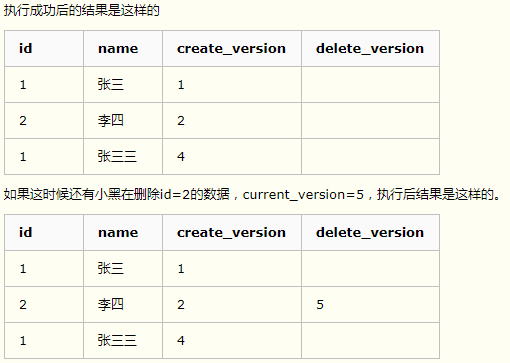 执行成功后的结果是这样的
id name create_version delete_version
1 张三 1
2 李四 2
1 张三三 4
如果这时候还有小黑在删除id=2的数据，current_version=5，执行后结果是这样的。
id name create_version delete_version
1 张三 1
2 李四 2 5
1 张三三 4